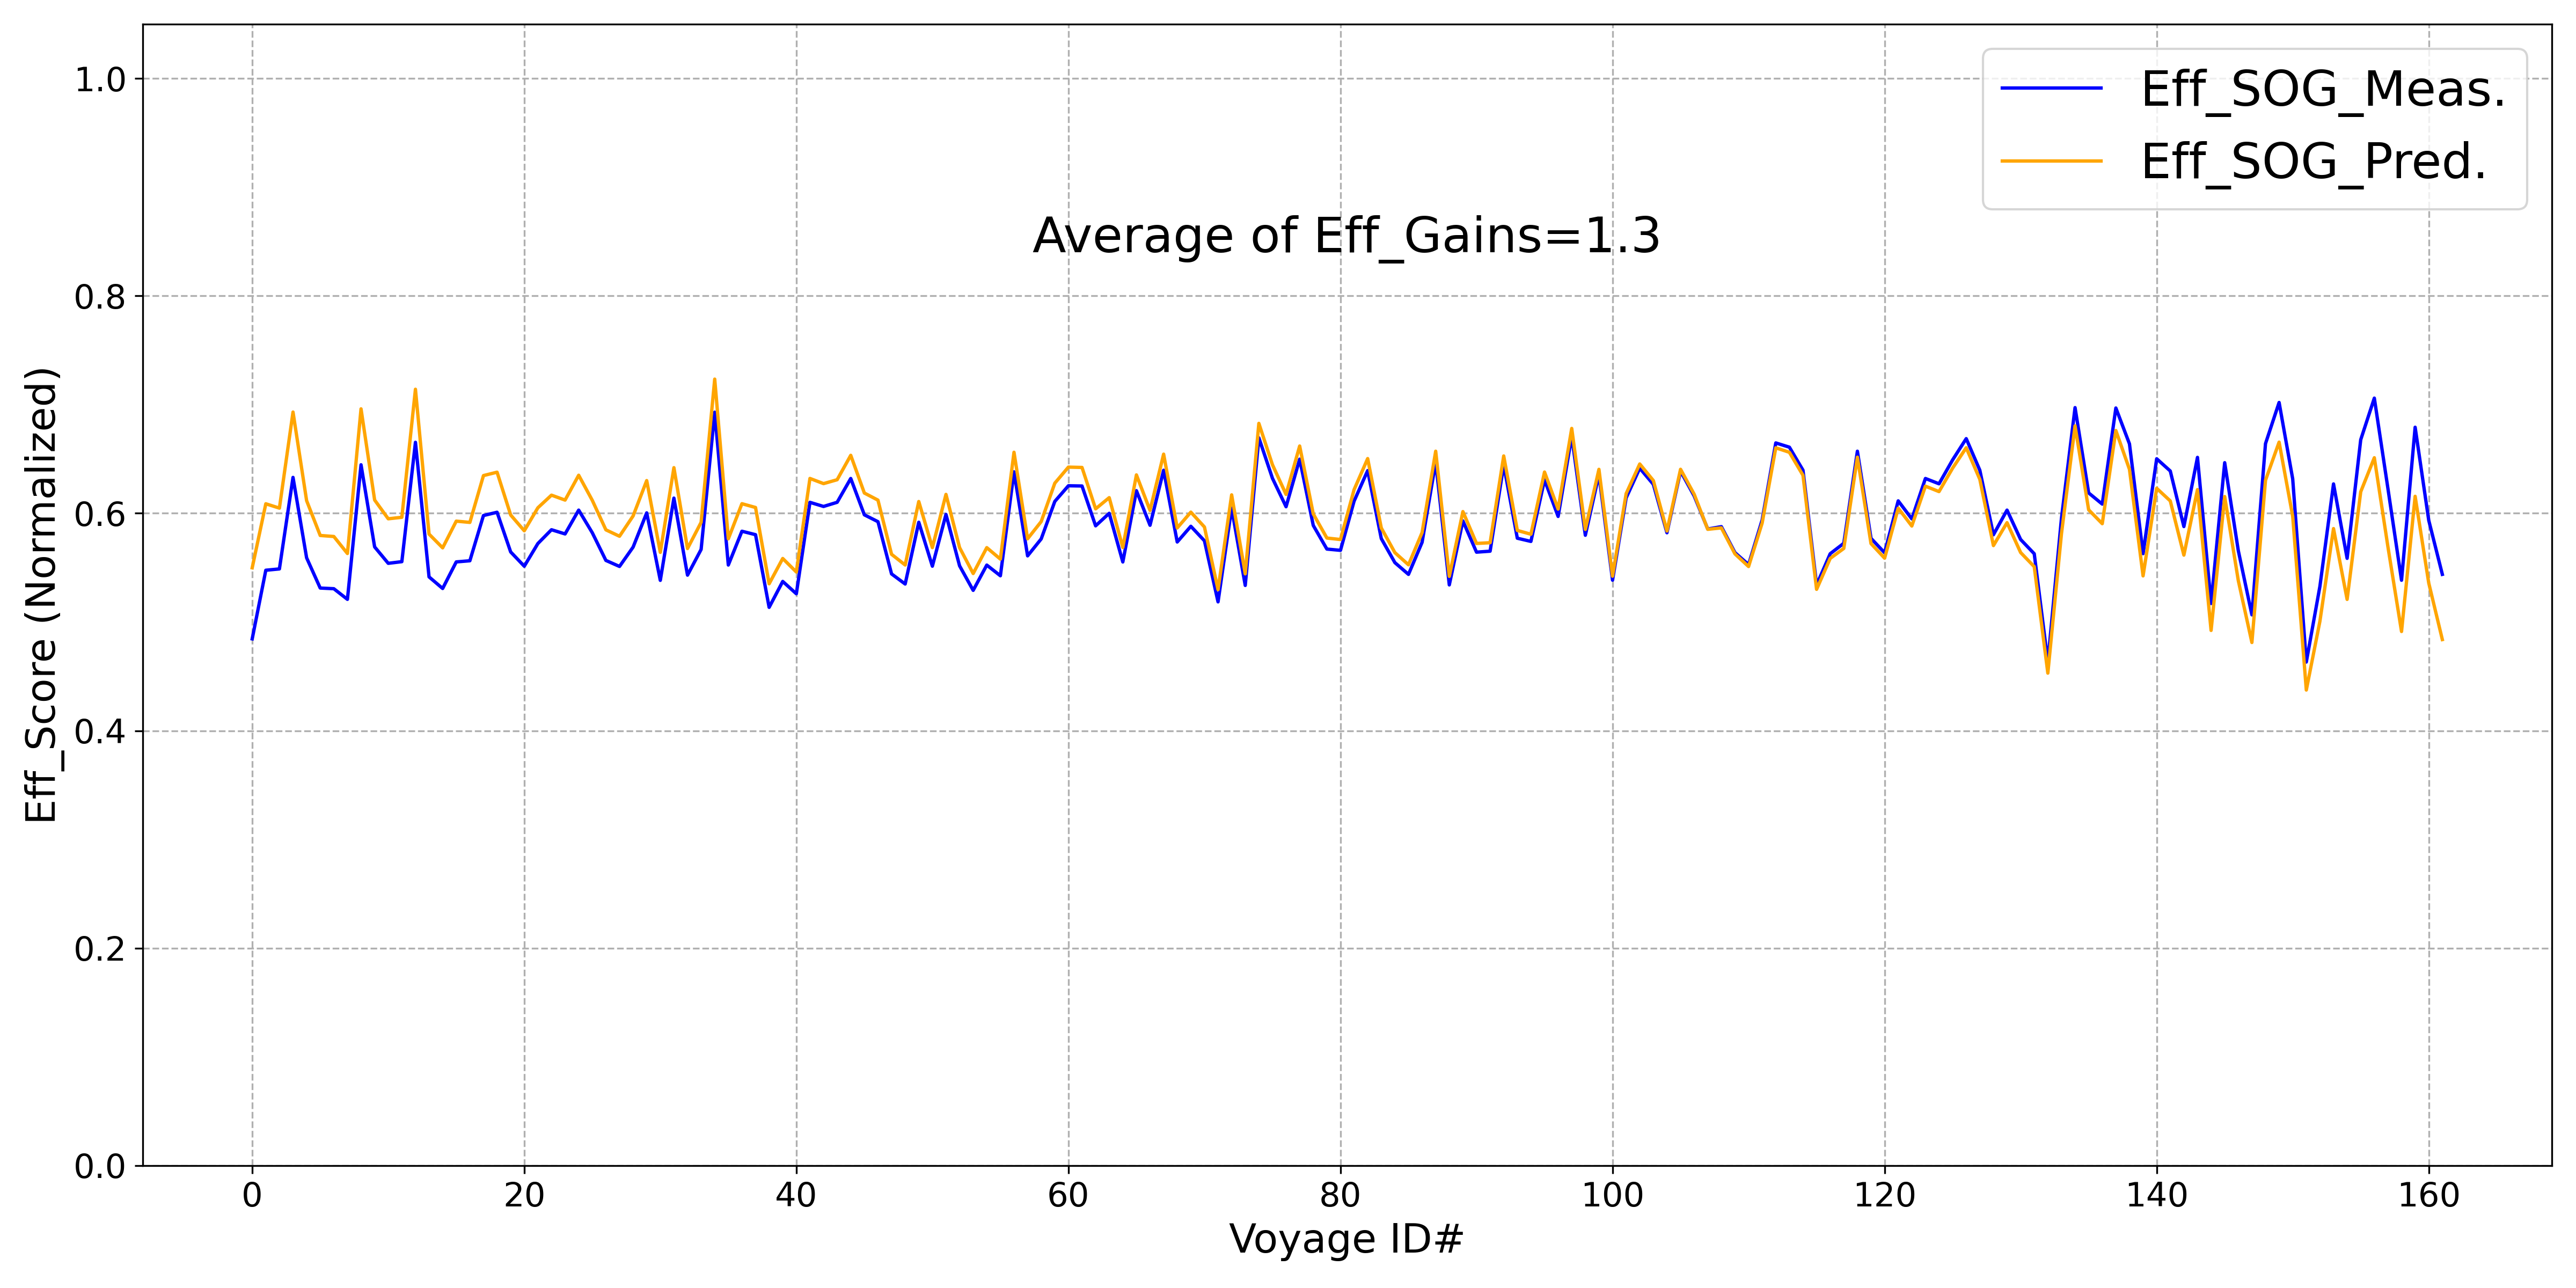 Eff_SOG_Meas.
Eff_SOG_Pred.
Average of Eff_Gains=1.3
Eff_Score (Normalized)
1.0
0.8
0.6
0.4
0.2
0.0
0 20 40 60 80 100 120 140 160
Voyage ID#